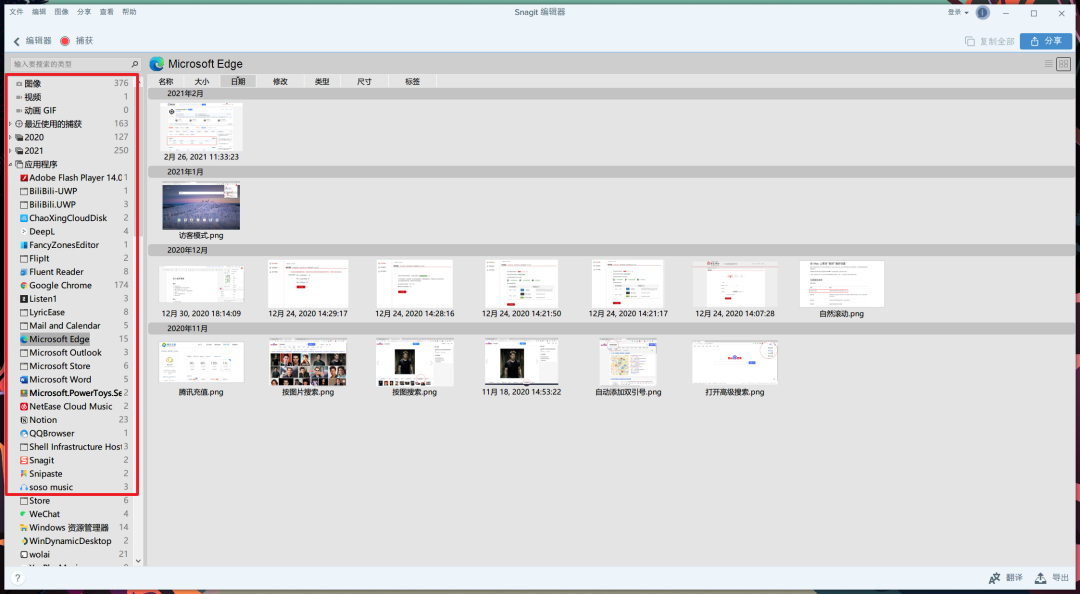 文件 编辑 图像 分享 查看 帮助
Snagit 编辑器
登录
编辑器 捕获
复制全部 分享
输入要搜索的类型
Microsoft Edge
名称 大小 日期 修改 类型 尺寸 标签
图像 376
视频 1
动画 GIF 0
最近使用的捕获 163
2020 127
2021 250
应用程序
Adobe Flash Player 14.0 1
BiliBili-UWP 1
BiliBili.UWP 3
ChaoXingCloudDisk 2
DeepL 4
FancyZonesEditor 1
FlipIt 2
Fluent Reader 8
Google Chrome 174
Listen1 3
LyricEase 8
Mail and Calendar 5
Microsoft Edge 15
Microsoft Outlook 3
Microsoft Store 6
Microsoft Word 5
Microsoft.PowerToys.Se 2
NetEase Cloud Music 2
Notion 23
QQBrowser 1
Shell Infrastructure Host 3
Snagit 2
Snipaste 2
soso music 3
Store 6
WeChat 4
Windows 资源管理器 14
WinDynamicDesktop 2
wolai 21
2021年2月
2月 26, 2021 11:33:23
2021年1月
访客模式.png
2020年12月
12月 30, 2020 18:14:09
12月 24, 2020 14:29:17
12月 24, 2020 14:28:16
12月 24, 2020 14:21:50
12月 24, 2020 14:21:17
12月 24, 2020 14:07:28
自然滚动.png
2020年11月
腾讯充值.png
按图片搜索.png
按图搜索.png
11月 18, 2020 14:53:22
自动添加双引号.png
打开高级搜索.png
?
翻译 导出